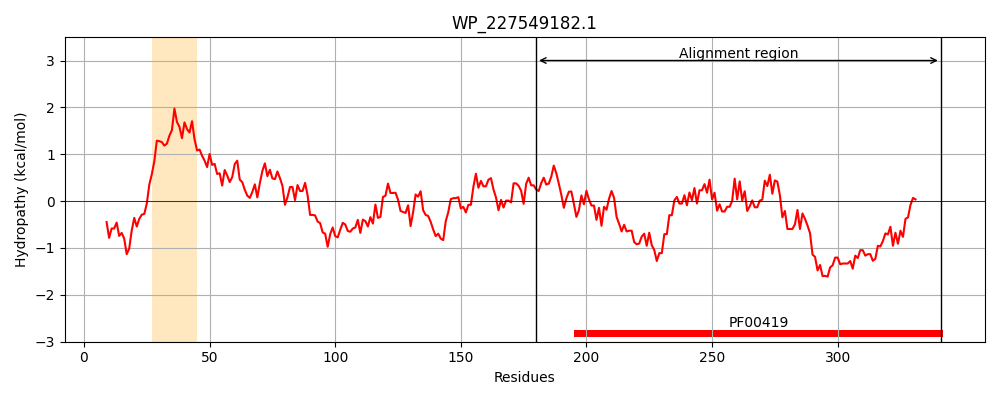 WP_227549182.1
Hydropathy (kcal/mol)
3
2
1
0
−1
−2
−3
Alignment region
PF00419
0 50 100 150 200 250 300
Residues